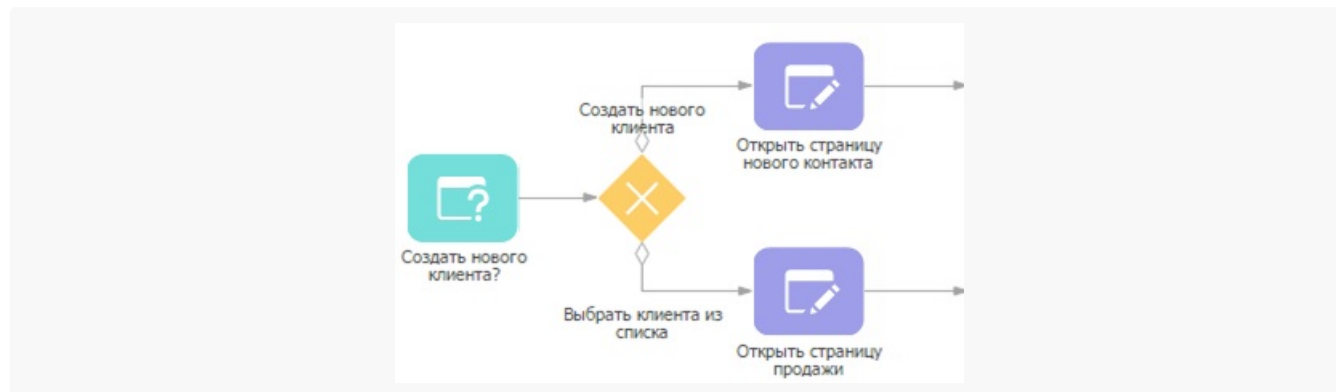 Создать нового
клиента
Открыть страницу
нового контакта
Создать нового
клиента?
Выбрать клиента из
списка
Открыть страницу
продажи